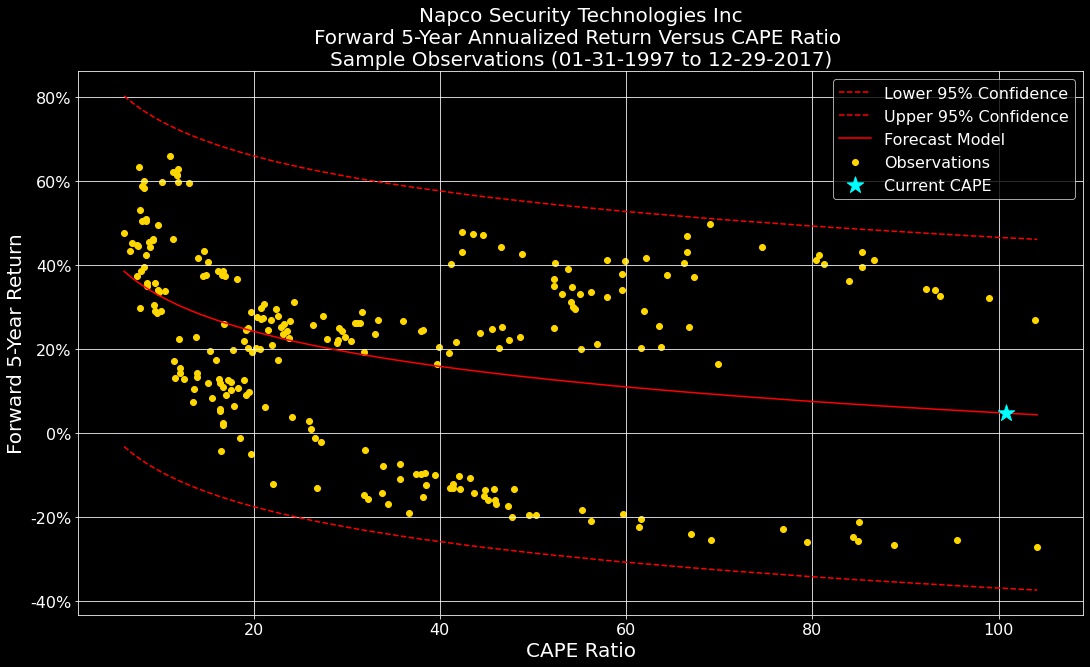 Napco Security Technologies Inc
Forward 5-Year Annualized Return Versus CAPE Ratio
Sample Observations (01-31-1997 to 12-29-2017)
Lower 95% Confidence
Upper 95% Confidence
Forecast Model
Observations
Current CAPE
Forward 5-Year Return
80%
60%
40%
20%
0%
-20%
-40%
20
40
60
80
100
CAPE Ratio